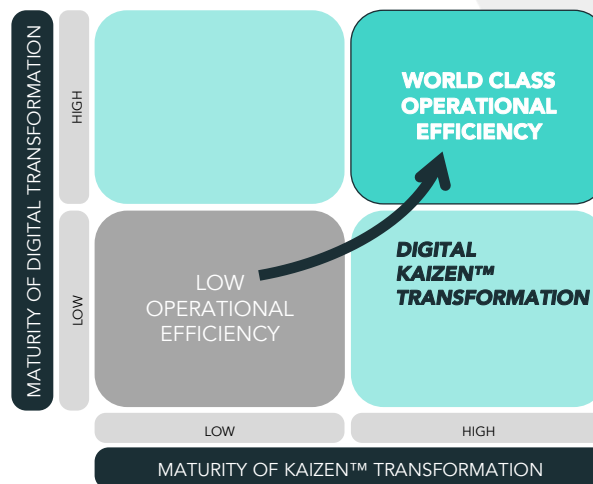 MATURITY OF DIGITAL TRANSFORMATION
HIGH
LOW
WORLD CLASS
OPERATIONAL
EFFICIENCY
LOW
OPERATIONAL
EFFICIENCY
DIGITAL
KAIZEN™
TRANSFORMATION
LOW
HIGH
MATURITY OF KAIZEN™ TRANSFORMATION